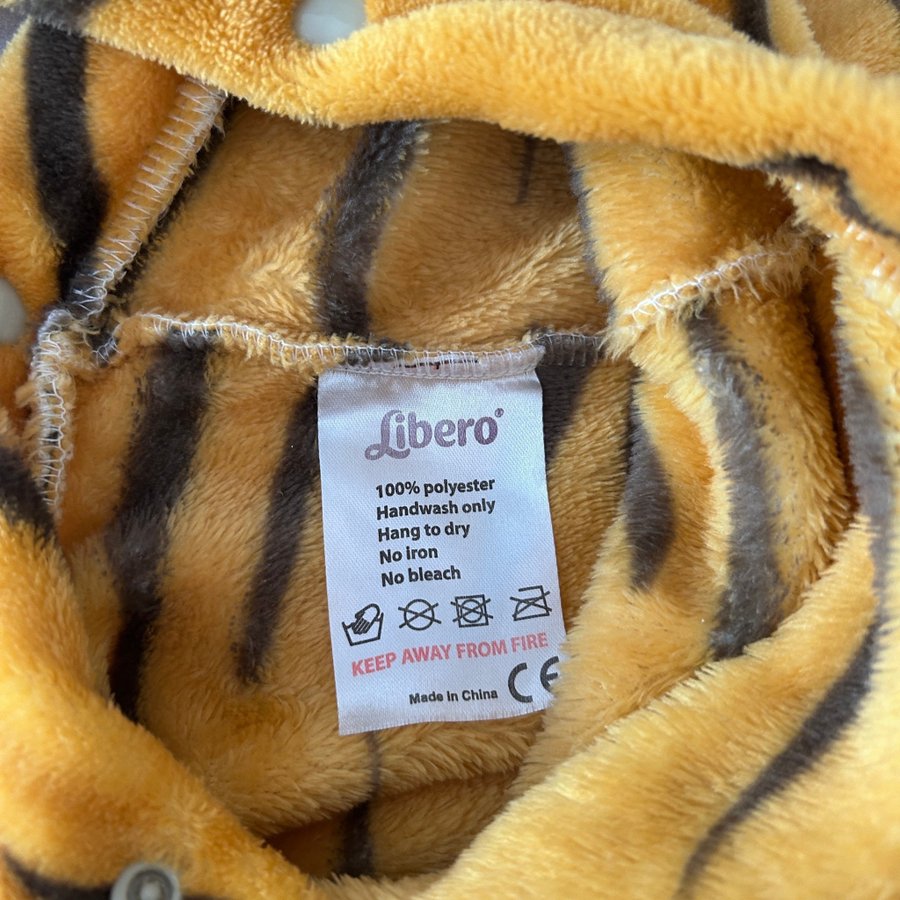 Libero
100% polyester
Handwash only
Hang to dry
No iron
No bleach
KEEP AWAY FROM FIRE
Made in China CE